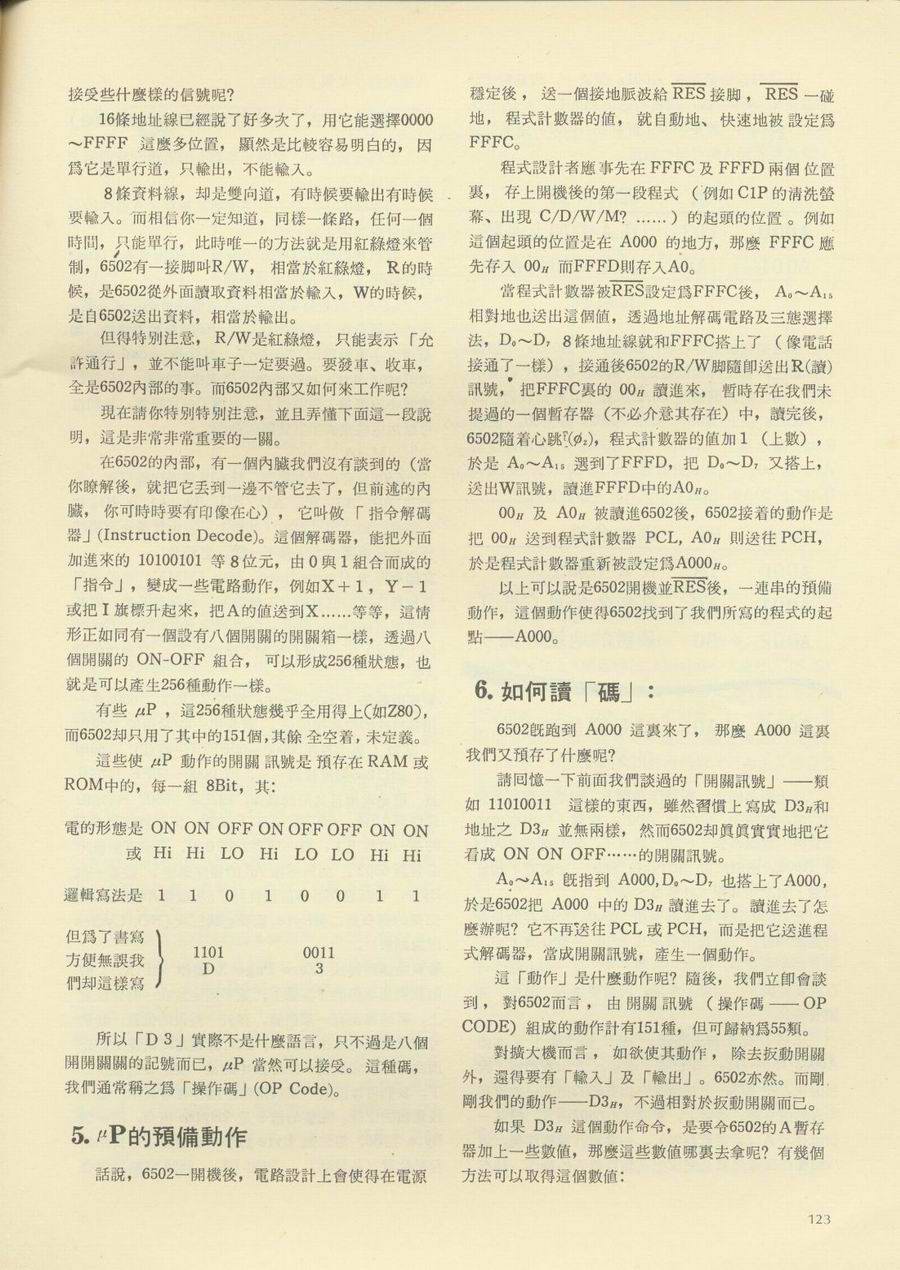 接受些什麼樣的信號呢?
16條地址線已經說了好多次了，用它能選擇0000
～FFFF 這麼多位置，顯然是比較容易明白的，因
爲它是單行道，只輸出，不能輸入。
8條資料線，却是雙向道，有時候要輸出有時候
要輸入。而相信你一定知道，同樣一條路，任何一個
時間，只能單行，此時唯一的方法就是用紅綠燈來管
制，6502有一接脚叫R/W，相當於紅綠燈，R的時
候，是6502從外面讀取資料相當於輸入，W的時候，
是自6502送出資料，相當於輸出。
但得特别注意，R/W是紅綠燈，只能表示「允
許通行」，並不能叫車子一定要過。要發車、收車，
全是6502內部的事。而6502內部又如何來工作呢?
現在請你特別特別注意，並且弄懂下面這一段說
明，這是非常非常重要的一關。
在6502的內部，有一個內臟我們沒有談到的（當
你瞭解後，就把它丢到一邊不管它去了，但前述的內
臟，你可時時要有印像在心），它叫做「指令解碼
器」(Instruction Decode)。這個解碼器，能把外面
加進來的 10100101 等8位元，由0與1組合而成的
「指令」，變成一些電路動作，例如X＋1，Y－1
或把I旗標升起來，把A的值送到X……等等，這情
形正如同有一個設有八個開關的開關箱一樣，透過八
個開關的 ON-OFF 組合，可以形成256種狀態，也
就是可以產生256種動作一樣。
有些 μP ，這256種狀態幾乎全用得上(如Z80)，
而6502却只用了其中的151個，其餘全空着，未定義。
這些使 μP 動作的開關訊號是預存在 RAM 或
ROM中的，每一組 8Bit，其:
電的形態是 ON ON OFF ON OFF OFF ON ON
或 Hi Hi LO Hi LO LO Hi Hi
邏輯寫法是 1 1 0 1 0 0 1 1
但爲了書寫
方便無誤我 } 1101 0011
們却這樣寫 D 3
所以「D 3」實際不是什麼語言，只不過是八個
開開關關的記號而已，μP 當然可以接受。這種碼，
我們通常稱之爲「操作碼」(OP Code)。
5. μP的預備動作
話說，6502一開機後，電路設計上會使得在電源
穩定後，送一個接地脈波給 RES 接脚，RES 一碰
地，程式計數器的值，就自動地、快速地被設定爲
FFFC。
程式設計者應事先在 FFFC 及 FFFD 兩個位置
裏，存上開機後的第一段程式（例如 C1P 的清洗螢
幕、出現 C/D/W/M? ……）的起頭的位置。例如
這個起頭的位置是在 A000 的地方，那麼 FFFC 應
先存入 00H 而FFFD則存入A0。
當程式計數器被RES設定爲FFFC後，A₀～A₁₅
相對地也送出這個值，透過地址解碼電路及三態選擇
法，D₀～D₇ 8條地址線就和FFFC搭上了（像電話
接通了一樣），接通後6502的R/W脚隨卽送出R(讀)
訊號，把FFFC裏的 00H 讀進來，暫時存在我們未
提過的一個暫存器（不必介意其存在）中，讀完後，
6502隨着心跳(φ₂)，程式計數器的值加1（上數），
於是 A₀～A₁₅ 選到了FFFD，把 D₀～D₇ 又搭上，
送出W訊號，讀進FFFD中的A0H。
00H 及 A0H 被讀進6502後，6502接着的動作是
把 00H 送到程式計數器 PCL, A0H 則送往 PCH，
於是程式計數器重新被設定爲A000H。
以上可以說是6502開機並RES後，一連串的預備
動作，這個動作使得6502找到了我們所寫的程式的起
點——A000。
6. 如何讀「碼」：
6502旣跑到 A000 這裏來了，那麼 A000 這裏
我們又預存了什麼呢?
請囘憶一下前面我們談過的「開關訊號」——類
如 11010011 這樣的東西，雖然習慣上寫成 D3H和
地址之 D3H 並無兩樣，然而6502却眞眞實實地把它
看成 ON ON OFF……的開關訊號。
A₀～A₁₅ 旣指到 A000, D₀～D₇ 也搭上了A000，
於是6502把 A000 中的 D3H 讀進去了。讀進去了怎
麼辦呢? 它不再送往 PCL 或 PCH，而是把它送進程
式解碼器，當成開關訊號，產生一個動作。
這「動作」是什麼動作呢? 隨後，我們立卽會談
到，對6502而言，由開關訊號（操作碼——OP
CODE）組成的動作計有151種，但可歸納爲55類。
對擴大機而言，如欲使其動作，除去扳動開關
外，還得要有「輸入」及「輸出」。6502亦然。而剛
剛我們的動作——D3H，不過相對於扳動開關而已。
如果 D3H 這個動作命令，是要令6502的A暫存
器加上一些數值，那麼這些數值哪裏去拿呢? 有幾個
方法可以取得這個數值:
123